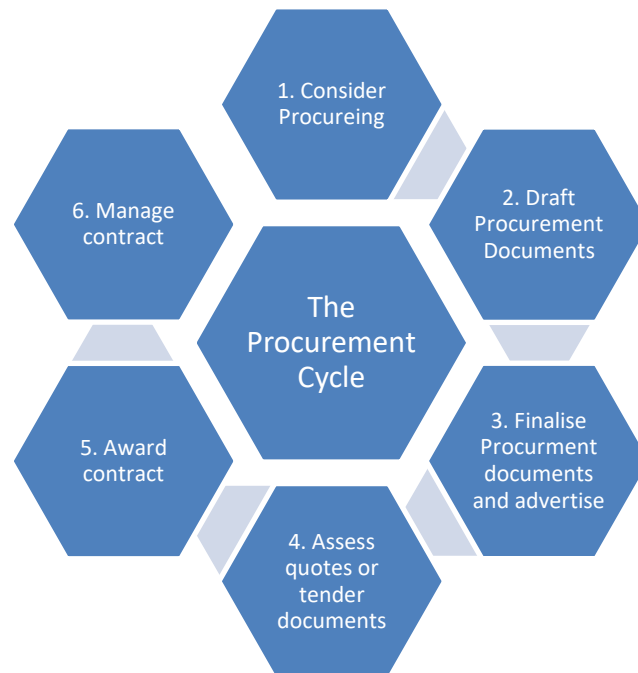 1. Consider
Procureing
2. Draft
Procurement
Documents
3. Finalise
Procurment
documents
and advertise
4. Assess
quotes or
tender
documents
5. Award
contract
6. Manage
contract
The
Procurement
Cycle